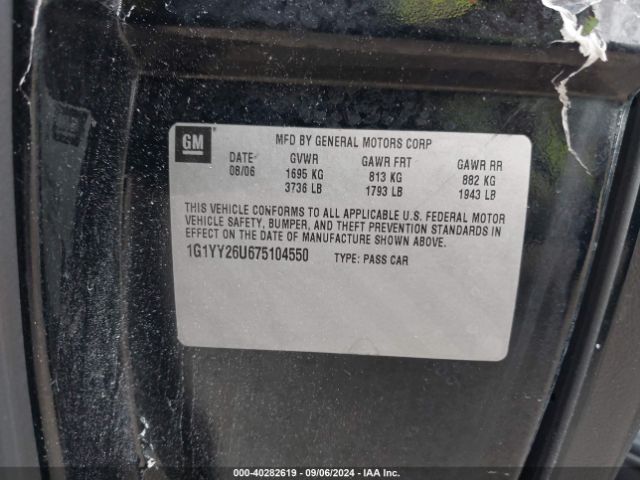 GM
MFD BY GENERAL MOTORS CORP
DATE GVWR GAWR FRT GAWR RR
08/06 1695 KG 813 KG 882 KG
3736 LB 1793 LB 1943 LB
THIS VEHICLE CONFORMS TO ALL APPLICABLE U.S. FEDERAL MOTOR
VEHICLE SAFETY, BUMPER, AND THEFT PREVENTION STANDARDS IN
EFFECT ON THE DATE OF MANUFACTURE SHOWN ABOVE.
1G1YY26U675104550 TYPE: PASS CAR
000-40282619 - 09/06/2024 - IAA Inc.